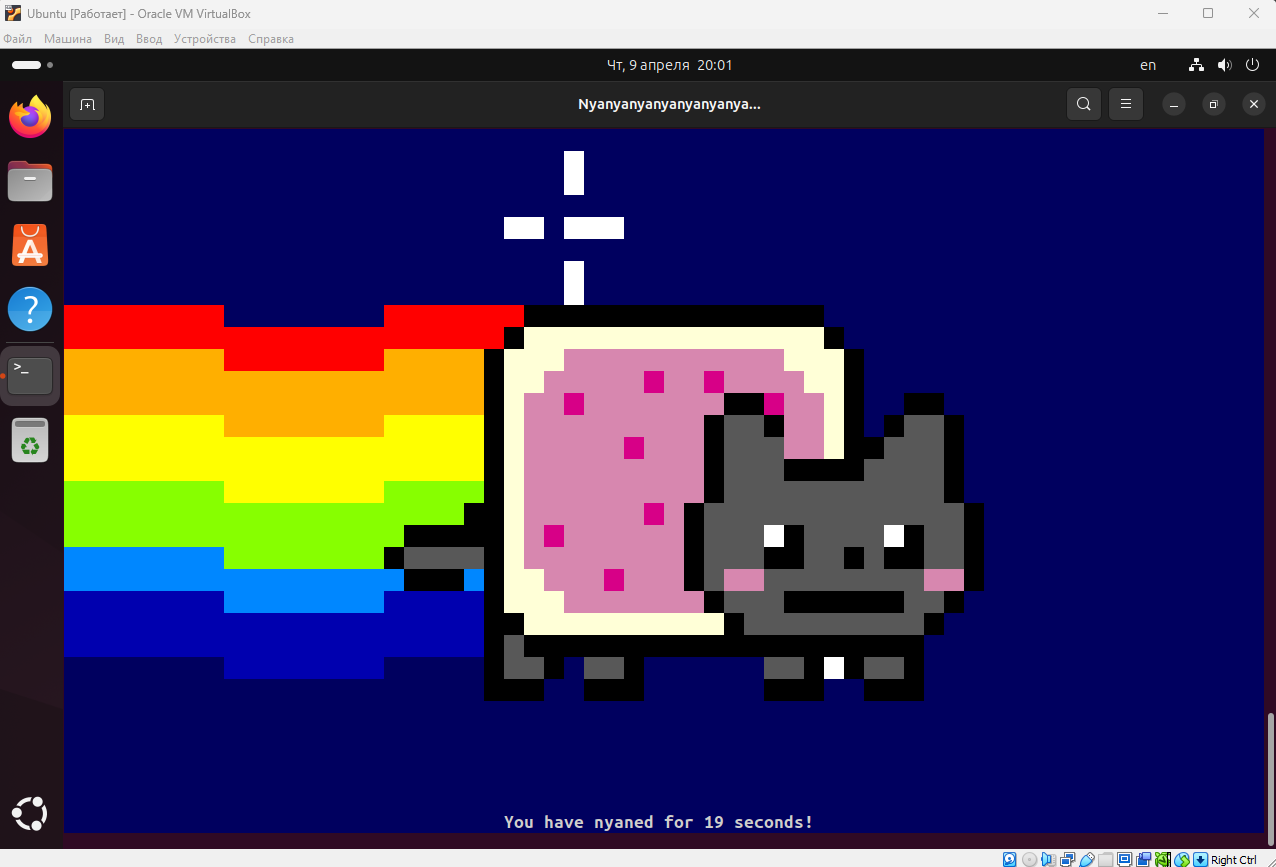 Ubuntu [Работает] - Oracle VM VirtualBox
Файл Машина Вид Ввод Устройства Справка
Чт, 9 апреля 20:01 en
Nyanyanyanyanyanyanya...
You have nyaned for 19 seconds!
Right Ctrl